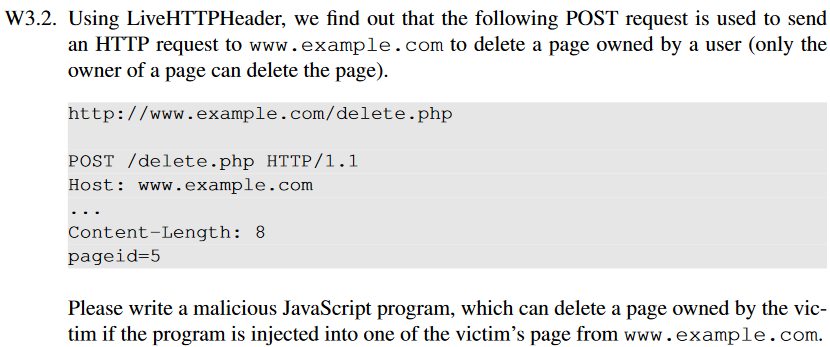 W3.2. Using LiveHTTPHeader, we find out that the following POST request is used to send
an HTTP request to www.example.com to delete a page owned by a user (only the
owner of a page can delete the page).
http://www.example.com/delete.php
POST /delete.php HTTP/1.1
Host: www.example.com
...
Content-Length: 8
pageid=5
Please write a malicious JavaScript program, which can delete a page owned by the vic-
tim if the program is injected into one of the victim's page from www.example.com.